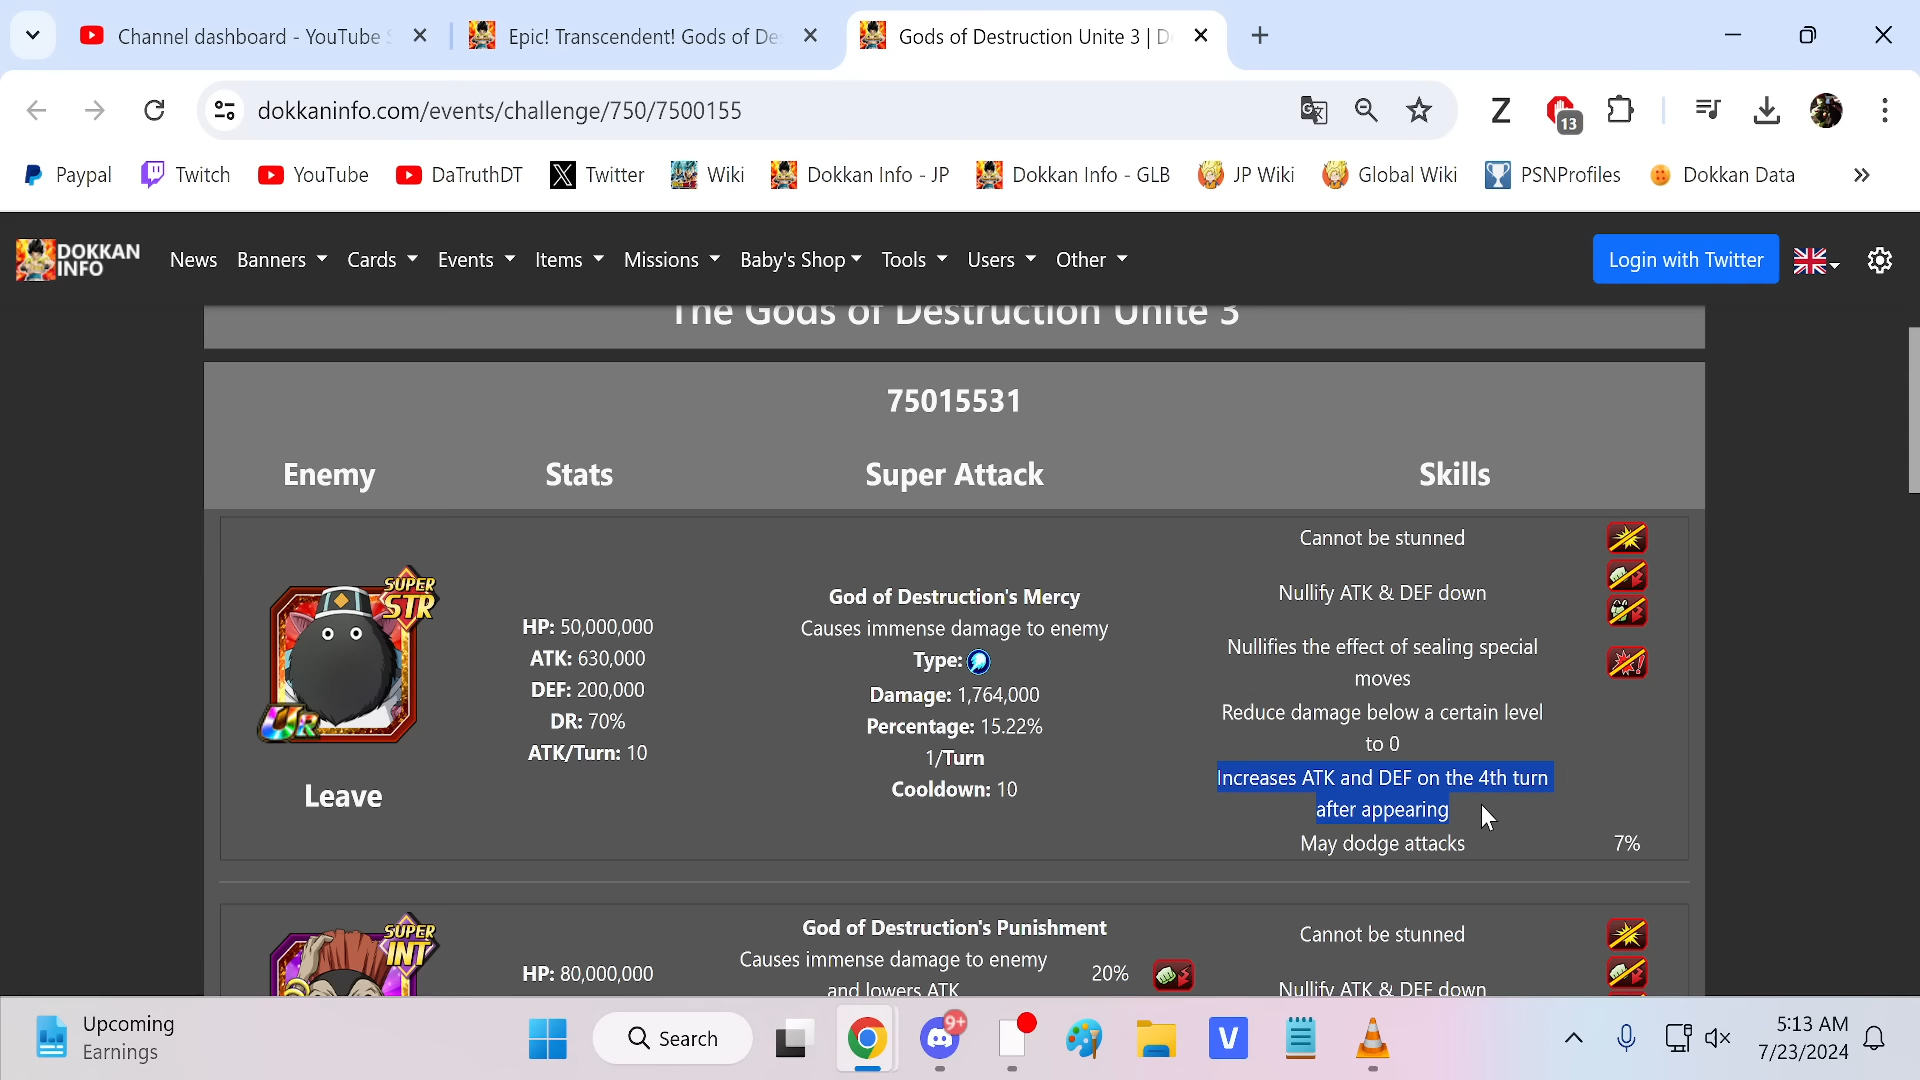 Channel dashboard - YouTube S
Epic! Transcendent! Gods of De
Gods of Destruction Unite 3 | D
dokkaninfo.com/events/challenge/750/7500155
Z
13
Paypal
Twitch
YouTube
DaTruthDT
Twitter
Wiki
Dokkan Info - JP
Dokkan Info - GLB
JP Wiki
Global Wiki
PSNProfiles
Dokkan Data
»
DOKKAN
INFO
News
Banners
Cards
Events
Items
Missions
Baby's Shop
Tools
Users
Other
Login with Twitter
The Gods of Destruction Unite 3
75015531
Enemy
Stats
Super Attack
Skills
SUPER
STR
UR
Leave
HP: 50,000,000
ATK: 630,000
DEF: 200,000
DR: 70%
ATK/Turn: 10
God of Destruction's Mercy
Causes immense damage to enemy
Type:
Damage: 1,764,000
Percentage: 15.22%
1/Turn
Cooldown: 10
Cannot be stunned
Nullify ATK & DEF down
Nullifies the effect of sealing special
moves
Reduce damage below a certain level
to 0
Increases ATK and DEF on the 4th turn
after appearing
May dodge attacks
7%
SUPER
INT
HP: 80,000,000
God of Destruction's Punishment
Causes immense damage to enemy
and lowers ATK
20%
Cannot be stunned
Nullify ATK & DEF down
Upcoming
Earnings
Search
9+
V
5:13 AM
7/23/2024